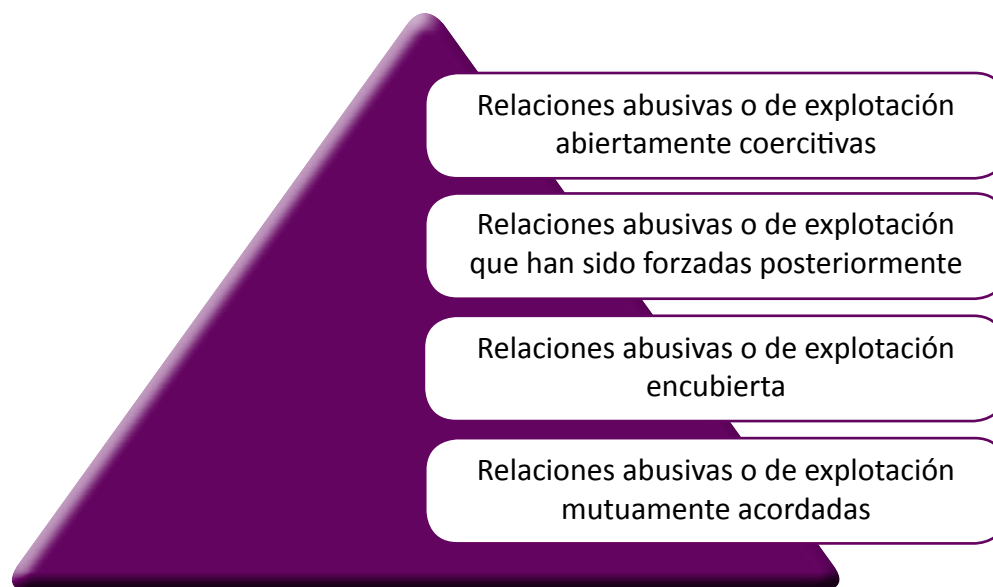 Relaciones abusivas o de explotación
abiertamente coercitivas
Relaciones abusivas o de explotación
que han sido forzadas posteriormente
Relaciones abusivas o de explotación
encubierta
Relaciones abusivas o de explotación
mutuamente acordadas